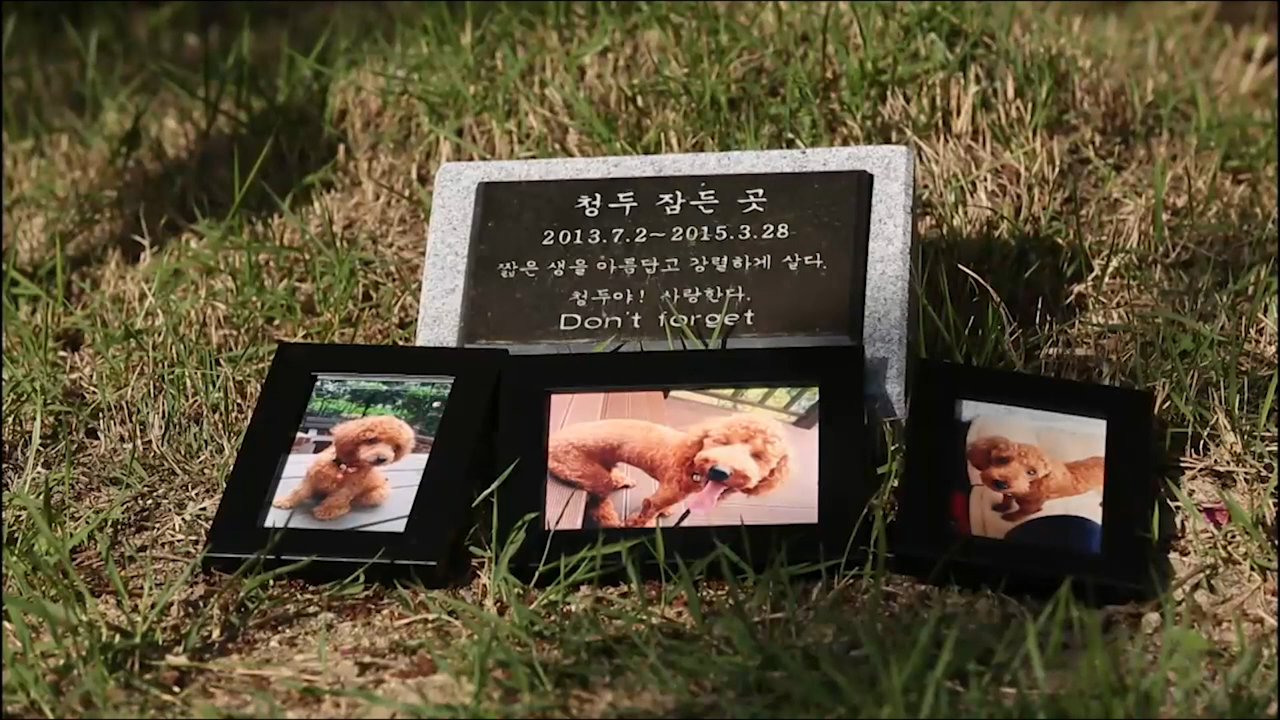 청두 잠든 곳
2013.7.2~2015.3.28
짧은 생을 아름답고 강렬하게 살다.
청두야! 사랑한다.
Don't forget